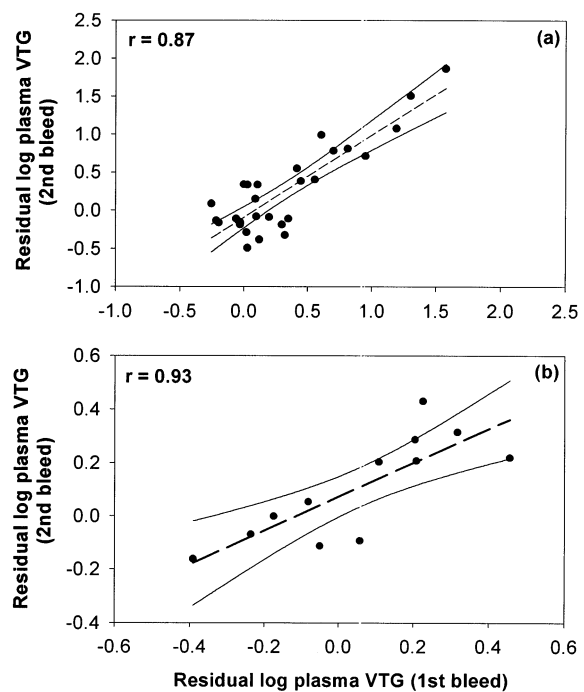 r = 0.87
(a)
Residual log plasma VTG
(2nd bleed)
2.5
2.0
1.5
1.0
0.5
0.0
-0.5
-1.0
-1.0 -0.5 0.0 0.5 1.0 1.5 2.0 2.5
r = 0.93
(b)
Residual log plasma VTG
(2nd bleed)
0.6
0.4
0.2
0.0
-0.2
-0.4
-0.6 -0.4 -0.2 0.0 0.2 0.4 0.6
Residual log plasma VTG (1st bleed)